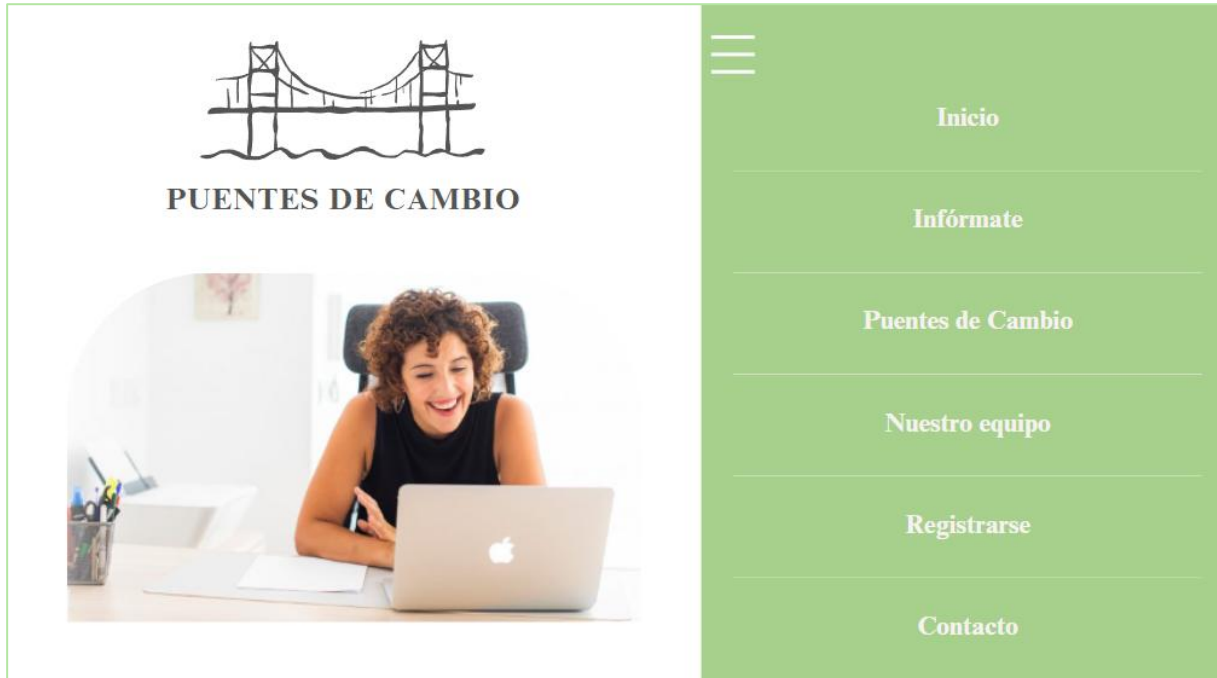 PUENTES DE CAMBIO
Inicio
Infórmate
Puentes de Cambio
Nuestro equipo
Registrarse
Contacto